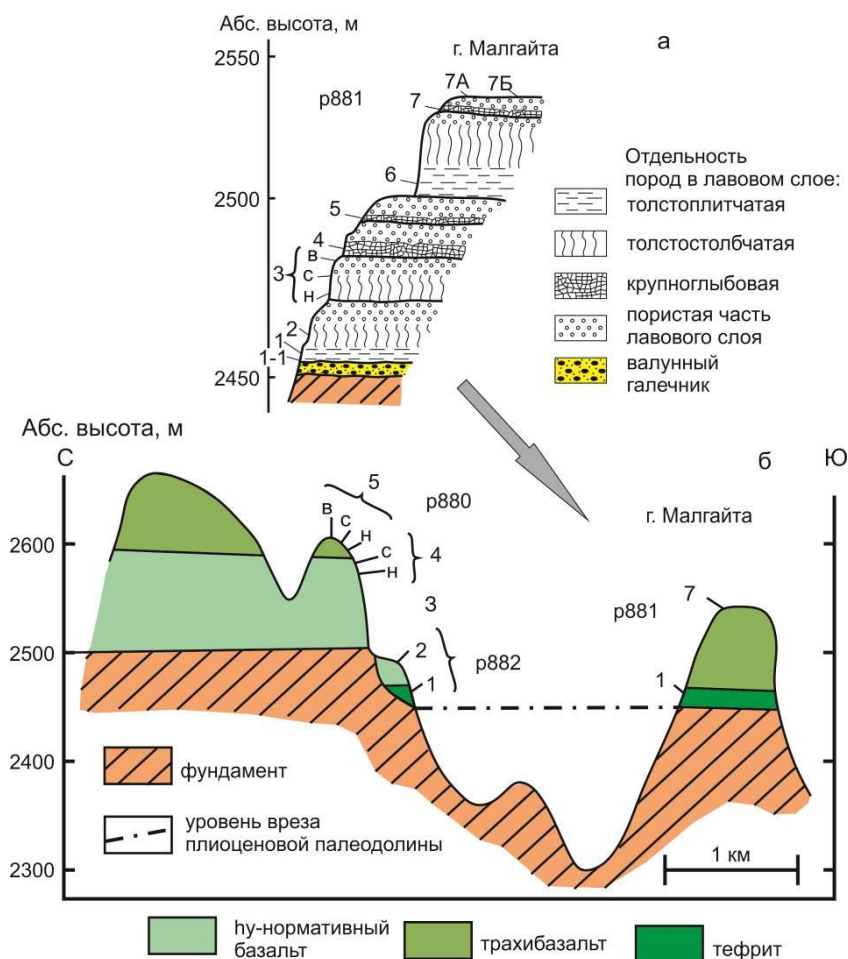 Абс. высота, м
а
г. Малгайта
2550
р881
7А
7Б
7
6
2500
5
4
в
3
с
н
2
1
1-1
2450
Отдельность
пород в лавовом слое:
толстоплитчатая
толстостолбчатая
крупноглыбовая
пористая часть
лавового слоя
валунный
галечник
Абс. высота, м
С
б
Ю
5
р880
г. Малгайта
в
с
н
2600
с
4
н
3
р881
7
2500
2
р882
1
1
2400
фундамент
уровень вреза
плиоценовой палеодолины
2300
1 км
hy-нормативный
базальт
трахибазальт
тефрит